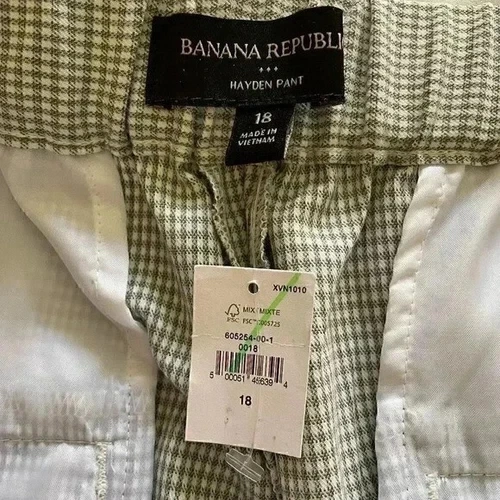 BANANA REPUBLI
HAYDEN PANT
18
MADE IN
VIETNAM
XVN1010
FSC
MIX / MIXTE
605254-00-1
0018
5 00051 45639 4
18